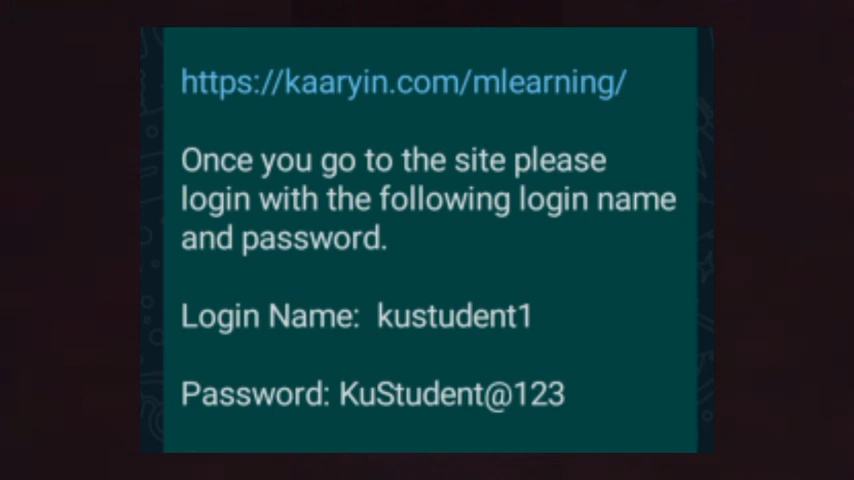 https://kaaryin.com/mlearning/
Once you go to the site please
login with the following login name
and password.
Login Name: kustudent1
Password: KuStudent@123